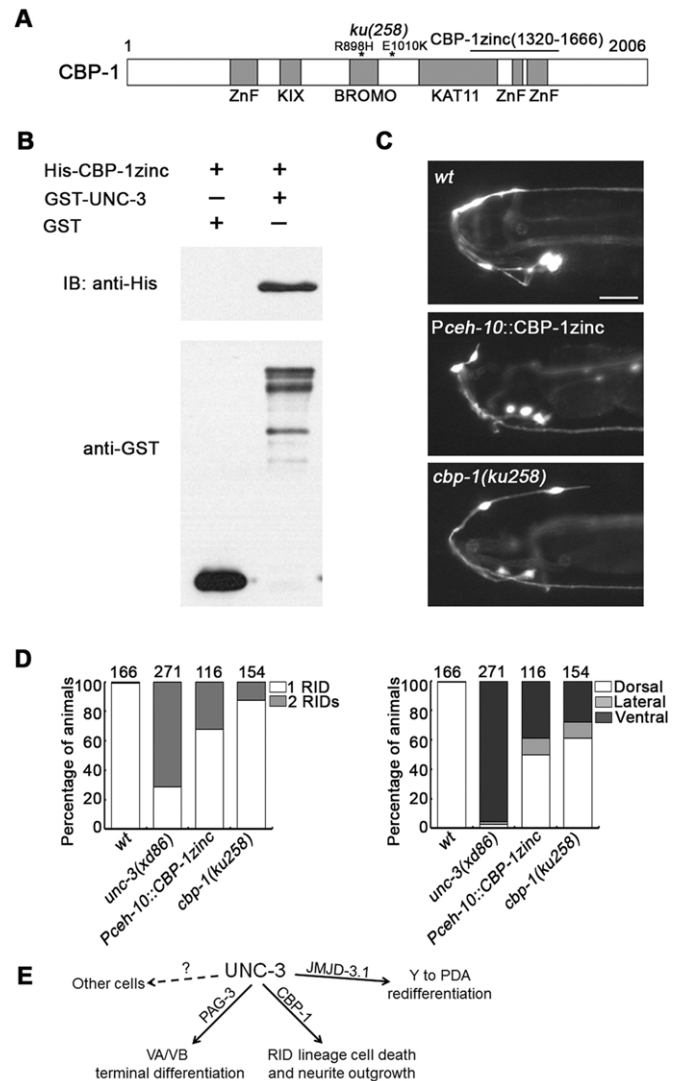 A
ku(258)
R898H E1010K CBP-1zinc(1320-1666)
1 * * 2006
CBP-1
ZnF KIX BROMO KAT11 ZnF ZnF
B
His-CBP-1zinc + +
GST-UNC-3 − +
GST + −
IB: anti-His
anti-GST
C
wt
Pceh-10::CBP-1zinc
cbp-1(ku258)
D
166 271 116 154
1 RID
2 RIDs
Percentage of animals
100
80
60
40
20
0
wt
unc-3(xd86)
Pceh-10::CBP-1zinc
cbp-1(ku258)
166 271 116 154
Dorsal
Lateral
Ventral
Percentage of animals
100
80
60
40
20
0
wt
unc-3(xd86)
Pceh-10::CBP-1zinc
cbp-1(ku258)
E
Other cells ? UNC-3 JMJD-3.1 Y to PDA
redifferentiation
PAG-3 CBP-1
VA/VB
terminal differentiation
RID lineage cell death
and neurite outgrowth